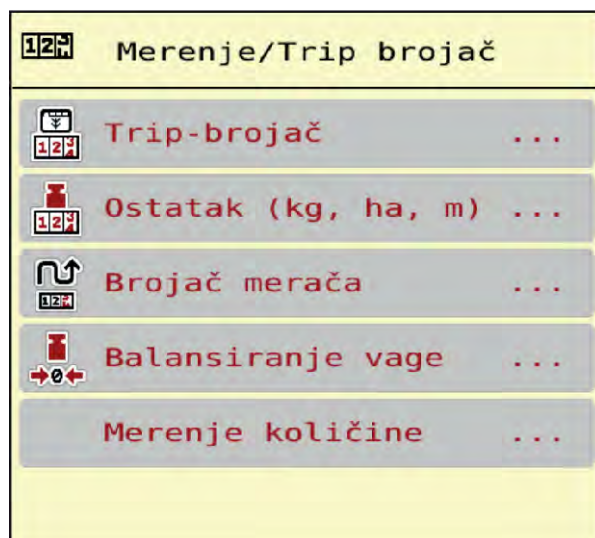 Merenje/Trip brojač
Trip-brojač ...
Ostatak (kg, ha, m) ...
Brojač merača ...
Balansiranje vage ...
Merenje količine ...